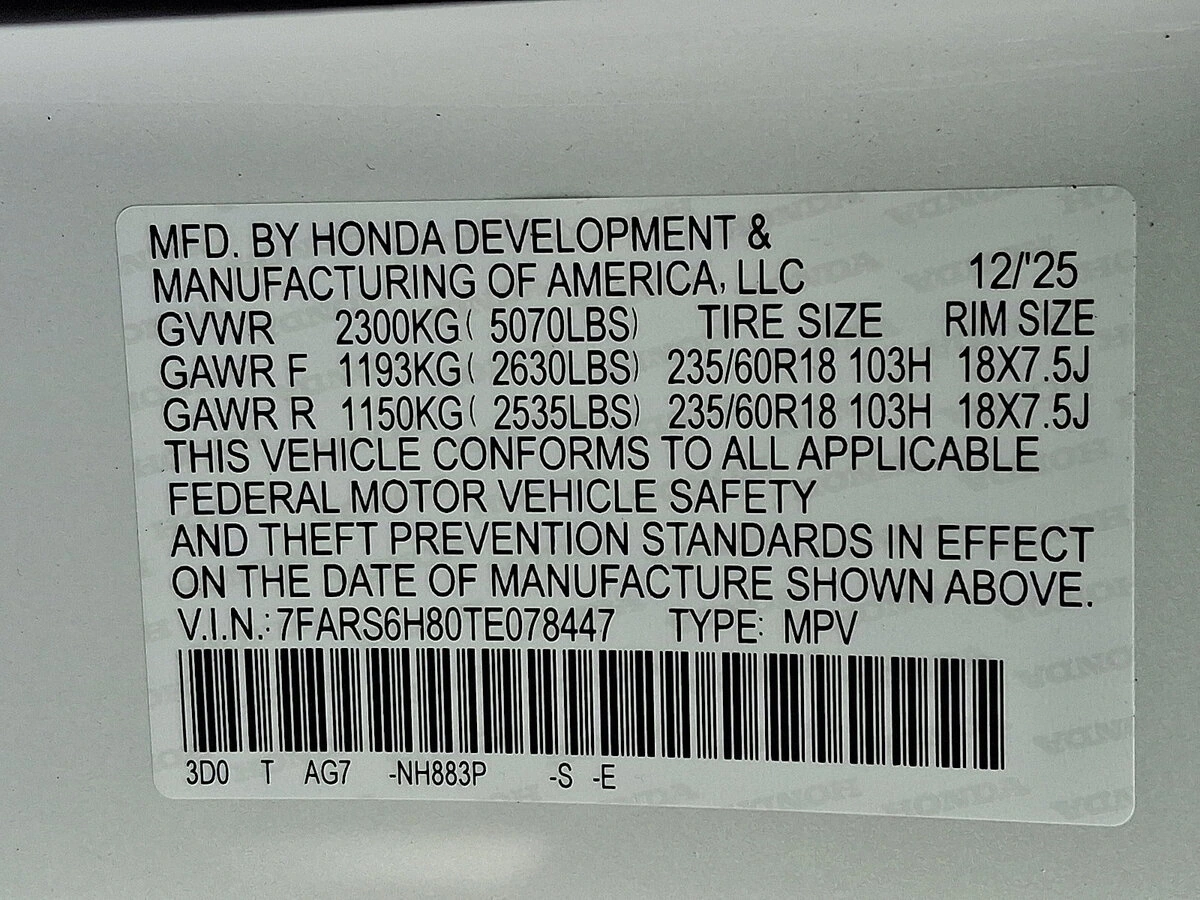 MFD. BY HONDA DEVELOPMENT &
MANUFACTURING OF AMERICA, LLC 12/'25
GVWR 2300KG( 5070LBS) TIRE SIZE RIM SIZE
GAWR F 1193KG( 2630LBS) 235/60R18 103H 18X7.5J
GAWR R 1150KG( 2535LBS) 235/60R18 103H 18X7.5J
THIS VEHICLE CONFORMS TO ALL APPLICABLE
FEDERAL MOTOR VEHICLE SAFETY
AND THEFT PREVENTION STANDARDS IN EFFECT
ON THE DATE OF MANUFACTURE SHOWN ABOVE.
V.I.N.: 7FARS6H80TE078447 TYPE: MPV
3D0 T AG7 -NH883P -S -E